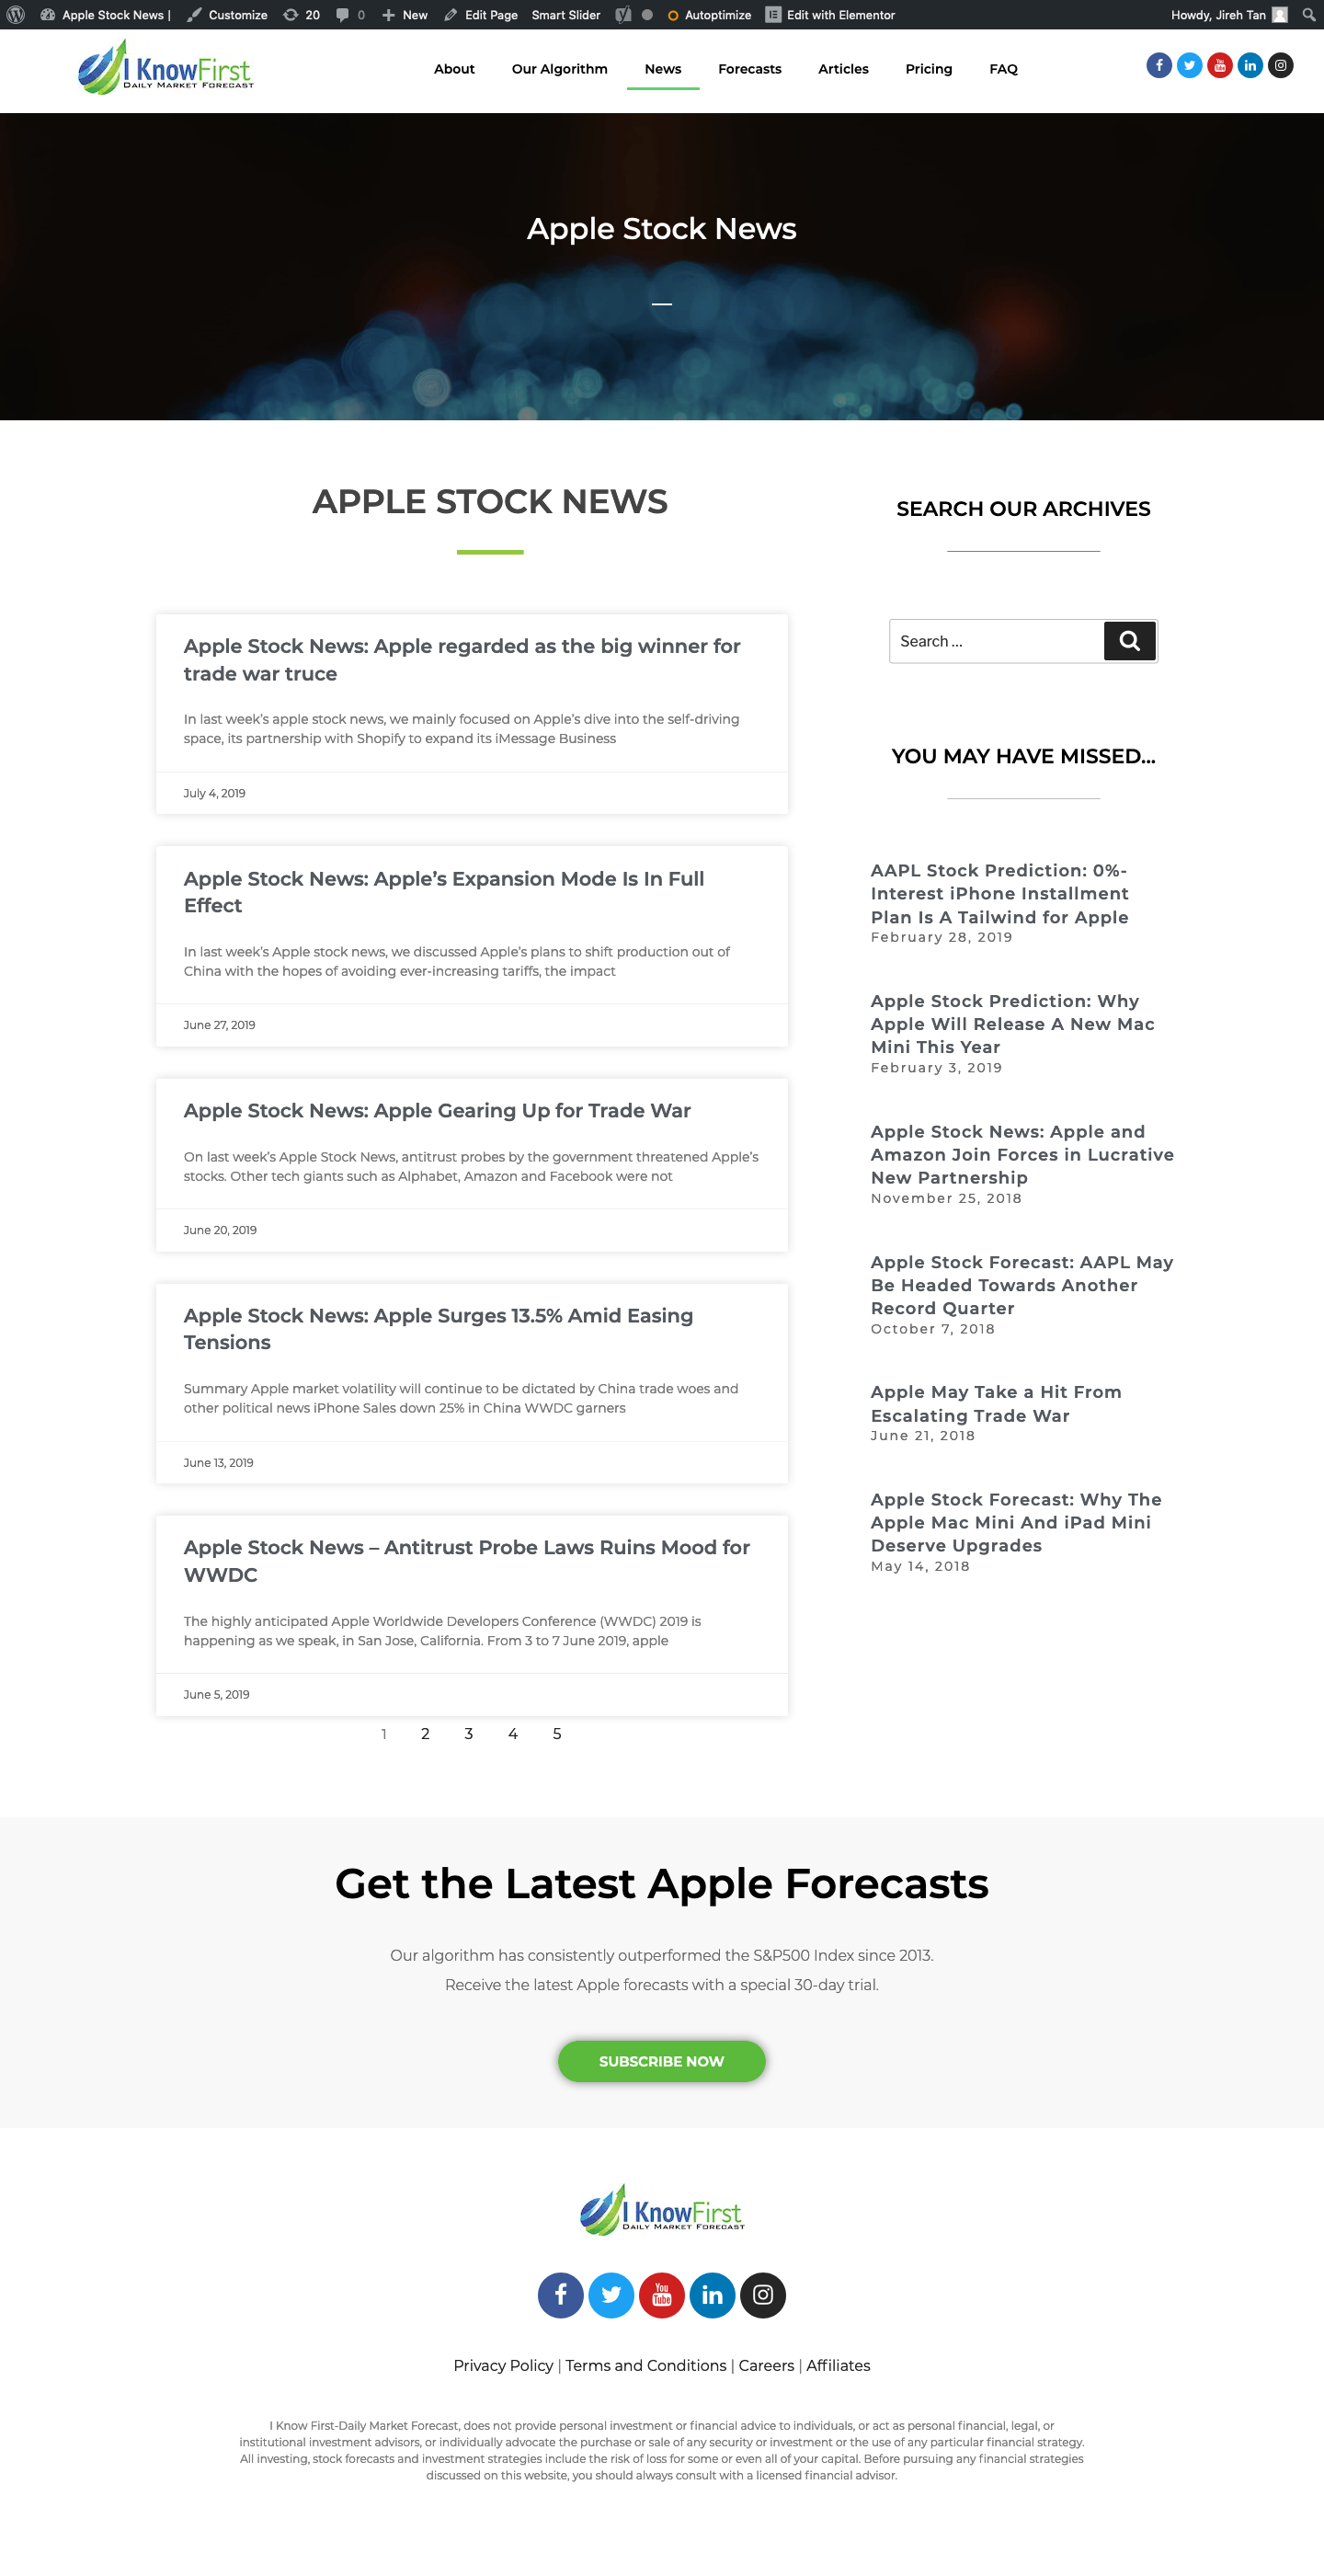 Apple Stock News | Customize 20 0 New Edit Page Smart Slider Autoptimize Edit with Elementor Howdy, Jireh Tan
I KnowFirst
DAILY MARKET FORECAST
About Our Algorithm News Forecasts Articles Pricing FAQ
Apple Stock News
APPLE STOCK NEWS
Apple Stock News: Apple regarded as the big winner for
trade war truce
In last week’s apple stock news, we mainly focused on Apple’s dive into the self-driving
space, its partnership with Shopify to expand its iMessage Business
July 4, 2019
Apple Stock News: Apple’s Expansion Mode Is In Full
Effect
In last week’s Apple stock news, we discussed Apple’s plans to shift production out of
China with the hopes of avoiding ever-increasing tariffs, the impact
June 27, 2019
Apple Stock News: Apple Gearing Up for Trade War
On last week’s Apple Stock News, antitrust probes by the government threatened Apple’s
stocks. Other tech giants such as Alphabet, Amazon and Facebook were not
June 20, 2019
Apple Stock News: Apple Surges 13.5% Amid Easing
Tensions
Summary Apple market volatility will continue to be dictated by China trade woes and
other political news iPhone Sales down 25% in China WWDC garners
June 13, 2019
Apple Stock News – Antitrust Probe Laws Ruins Mood for
WWDC
The highly anticipated Apple Worldwide Developers Conference (WWDC) 2019 is
happening as we speak, in San Jose, California. From 3 to 7 June 2019, apple
June 5, 2019
1 2 3 4 5
SEARCH OUR ARCHIVES
Search ...
YOU MAY HAVE MISSED...
AAPL Stock Prediction: 0%-
Interest iPhone Installment
Plan Is A Tailwind for Apple
February 28, 2019
Apple Stock Prediction: Why
Apple Will Release A New Mac
Mini This Year
February 3, 2019
Apple Stock News: Apple and
Amazon Join Forces in Lucrative
New Partnership
November 25, 2018
Apple Stock Forecast: AAPL May
Be Headed Towards Another
Record Quarter
October 7, 2018
Apple May Take a Hit From
Escalating Trade War
June 21, 2018
Apple Stock Forecast: Why The
Apple Mac Mini And iPad Mini
Deserve Upgrades
May 14, 2018
Get the Latest Apple Forecasts
Our algorithm has consistently outperformed the S&P500 Index since 2013.
Receive the latest Apple forecasts with a special 30-day trial.
SUBSCRIBE NOW
I KnowFirst
DAILY MARKET FORECAST
You Tube
Privacy Policy | Terms and Conditions | Careers | Affiliates
I Know First-Daily Market Forecast, does not provide personal investment or financial advice to individuals, or act as personal financial, legal, or
institutional investment advisors, or individually advocate the purchase or sale of any security or investment or the use of any particular financial strategy.
All investing, stock forecasts and investment strategies include the risk of loss for some or even all of your capital. Before pursuing any financial strategies
discussed on this website, you should always consult with a licensed financial advisor.